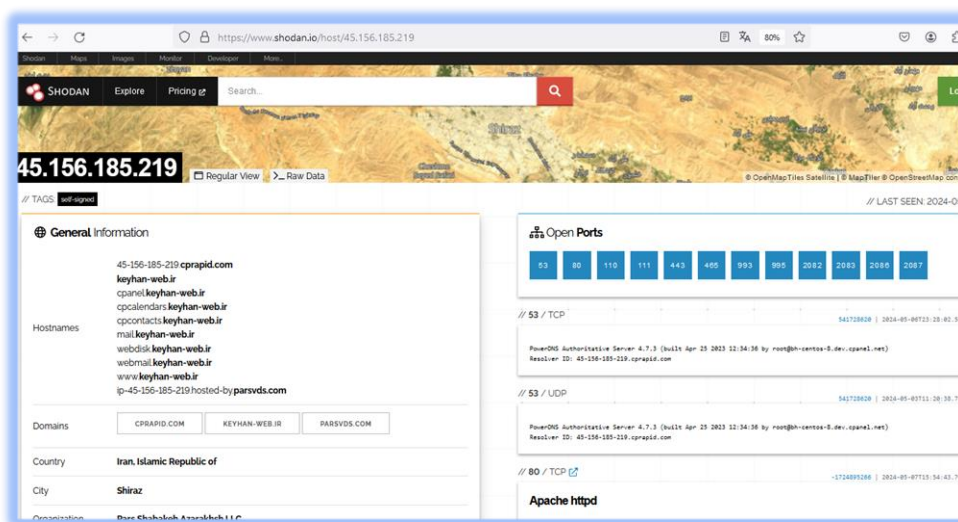 https://www.shodan.io/host/45.156.185.219
80%
Shodan Maps Images Monitor Developer More...
SHODAN Explore Pricing Search...
Shiraz
45.156.185.219
Regular View >_ Raw Data
© OpenMapTiles Satellite | © MapTiler © OpenStreetMap
// TAGS: self-signed
// LAST SEEN: 2024-0
General Information
Hostnames
45-156-185-219.cprapid.com
keyhan-web.ir
cpanel.keyhan-web.ir
cpcalendars.keyhan-web.ir
cpcontacts.keyhan-web.ir
mail.keyhan-web.ir
webdisk.keyhan-web.ir
webmail.keyhan-web.ir
www.keyhan-web.ir
ip-45-156-185-219.hosted-by.parsvds.com
Domains CPRAPID.COM KEYHAN-WEB.IR PARSVDS.COM
Country Iran, Islamic Republic of
City Shiraz
Organization Pars Shabakeh Azarakhsh LLC
Open Ports
53 80 110 111 443 465 993 995 2082 2083 2086 2087
// 53 / TCP
541728020 | 2024-05-06T23:28:02.5
PowerDNS Authoritative Server 4.7.3 (built Apr 25 2023 12:34:36 by root@bh-centos-8.dev.cpanel.net)
Resolver ID: 45-156-185-219.cprapid.com
// 53 / UDP
541728020 | 2024-05-03T11:20:38.7
PowerDNS Authoritative Server 4.7.3 (built Apr 25 2023 12:34:36 by root@bh-centos-8.dev.cpanel.net)
Resolver ID: 45-156-185-219.cprapid.com
// 80 / TCP
2024-05-07T15:54:43.7
Apache httpd